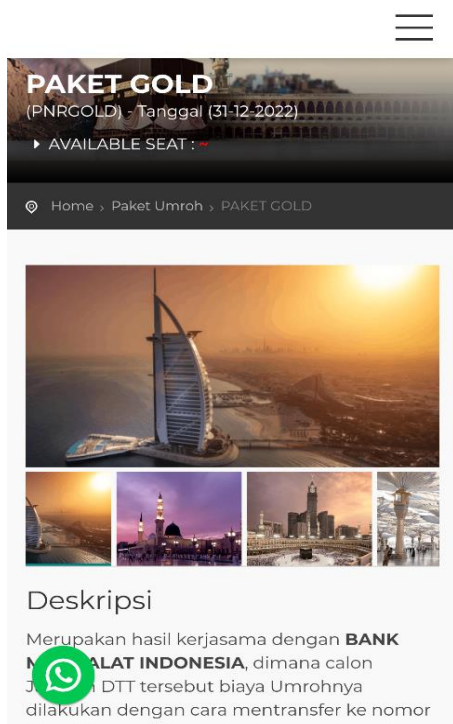 PAKET GOLD
(PNRGOLD) - Tanggal (31-12-2022)
AVAILABLE SEAT : ~
Home > Paket Umroh > PAKET GOLD
Deskripsi
Merupakan hasil kerjasama dengan BANK
INDONESIA, dimana calon
DTT tersebut biaya Umrohnya
dilakukan dengan cara mentransfer ke nomor